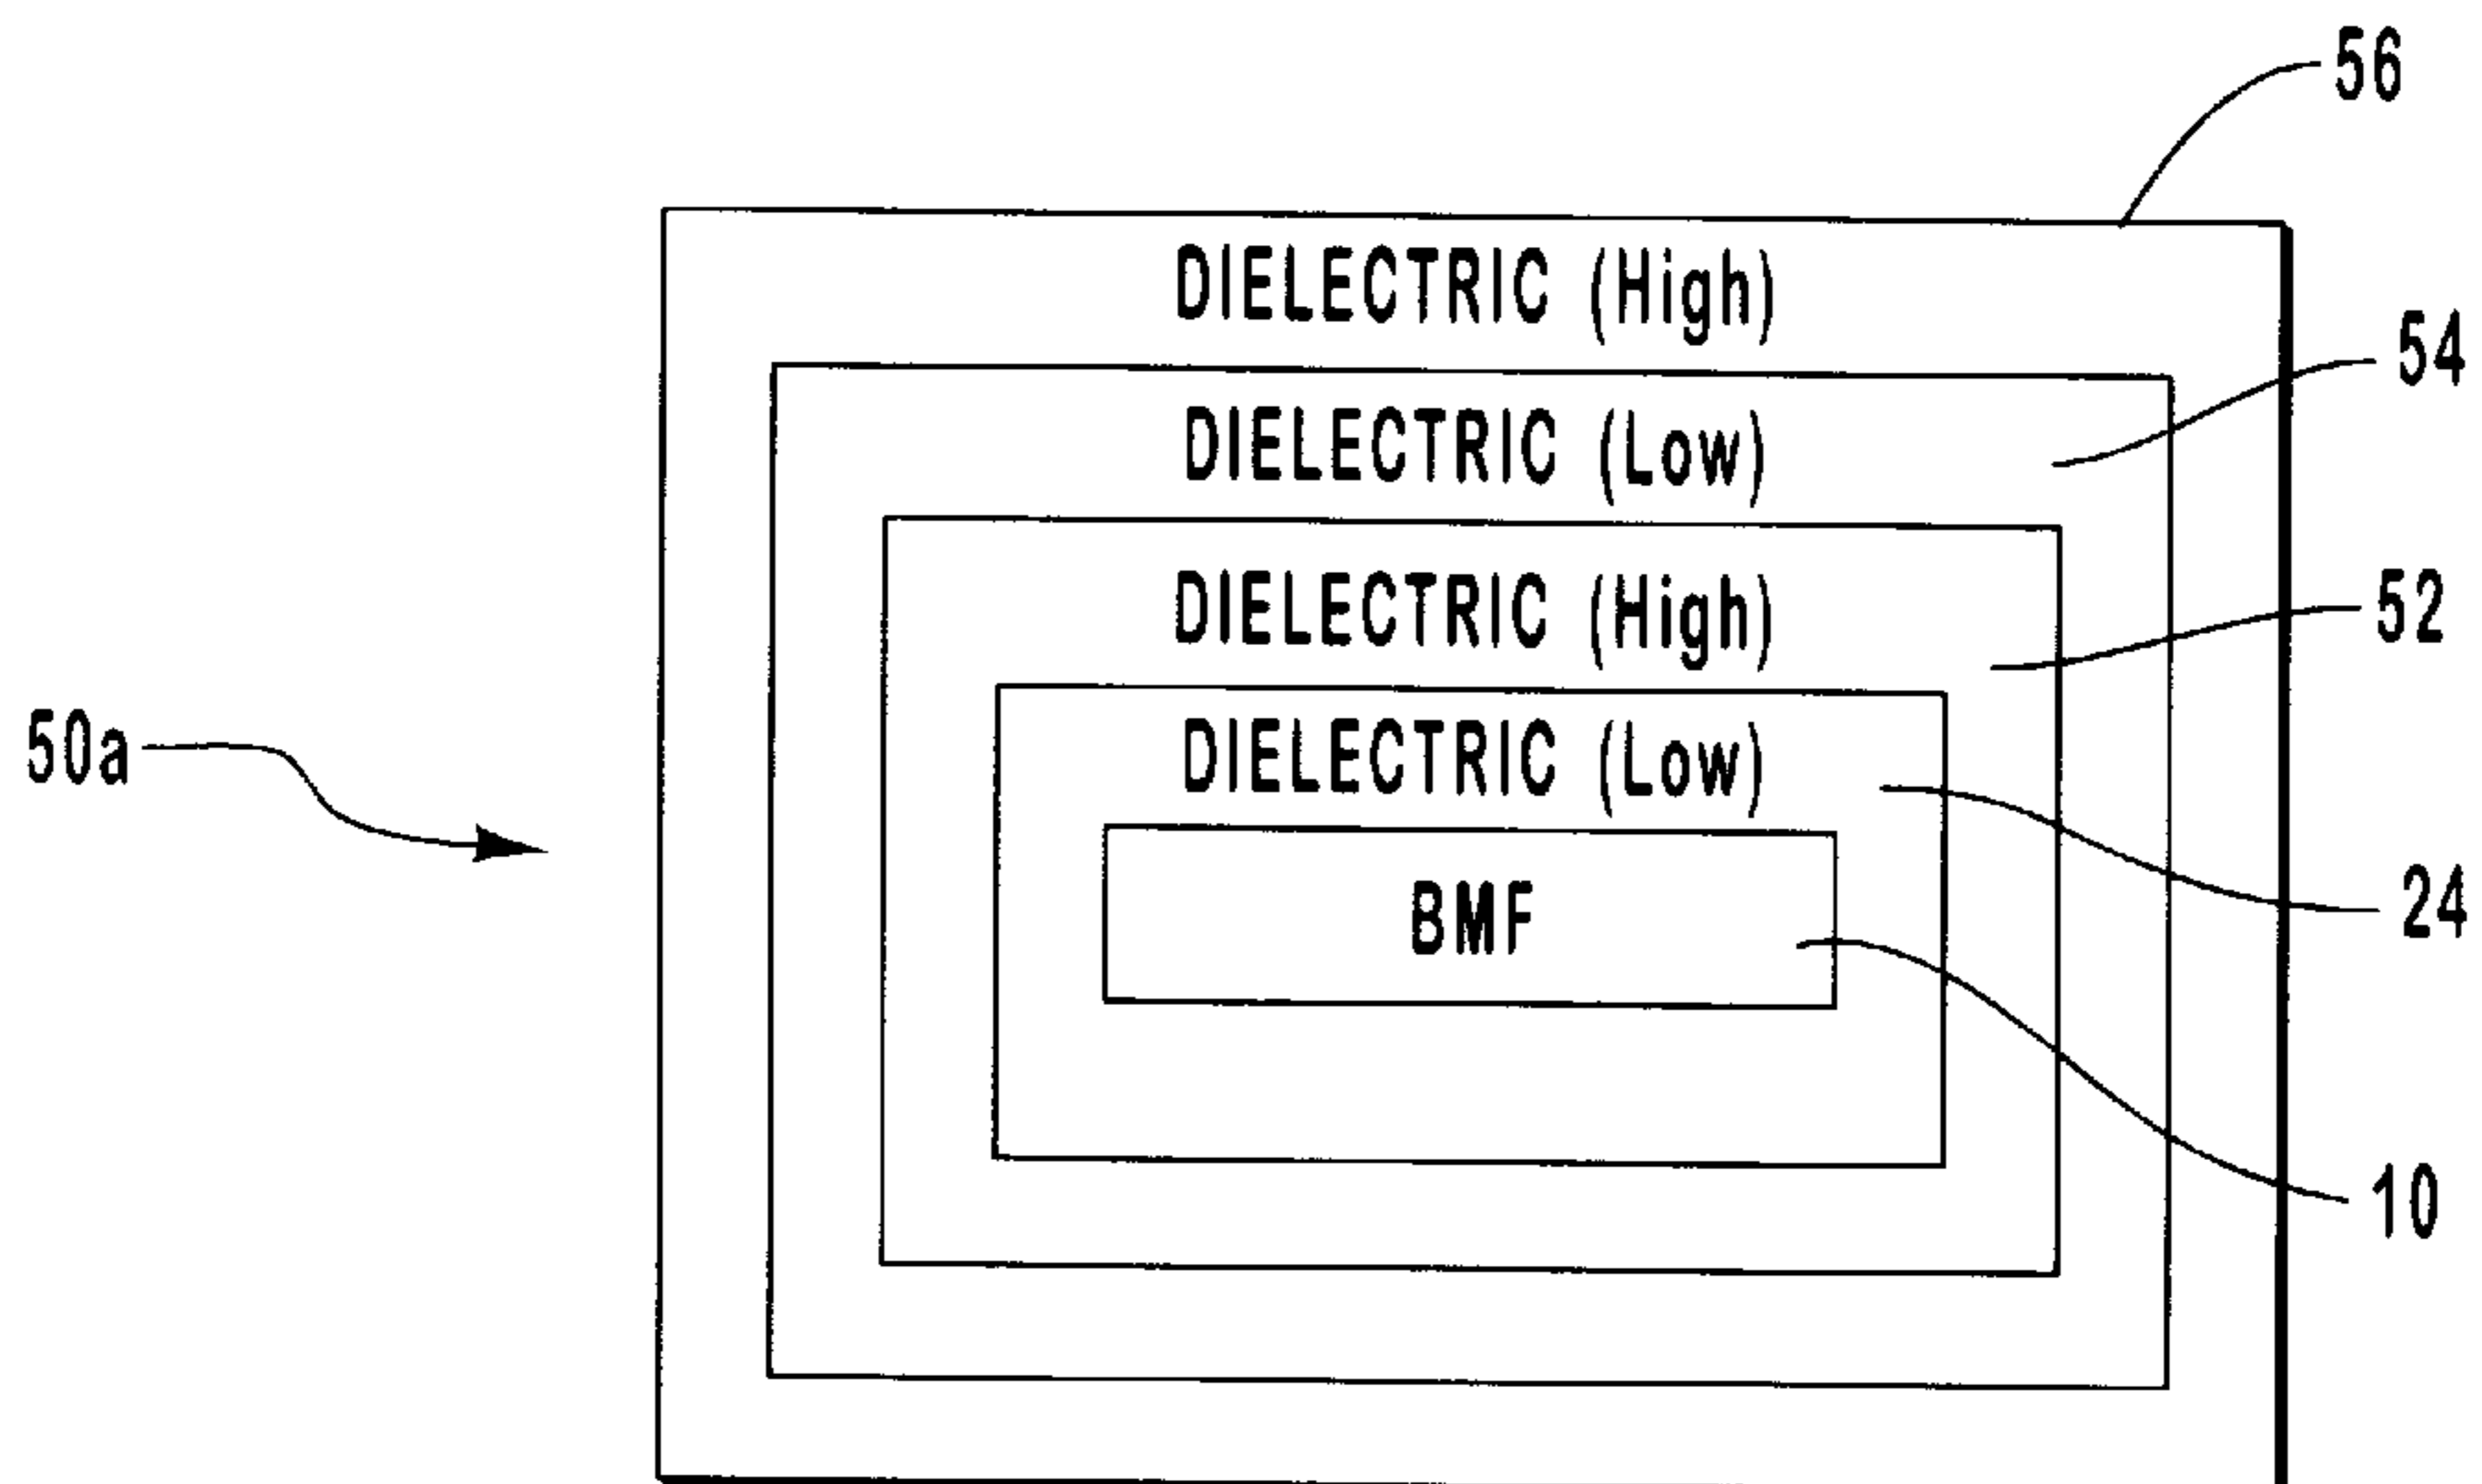 56
DIELECTRIC (High)
54
DIELECTRIC (Low)
DIELECTRIC (High)
52
50a
DIELECTRIC (Low)
24
BMF
10